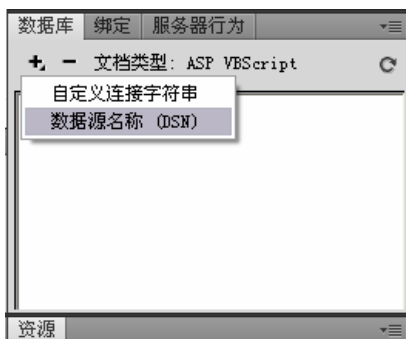 数据库 绑定 服务器行为
文档类型: ASP VBScript
自定义连接字符串
数据源名称 (DSN)
资源